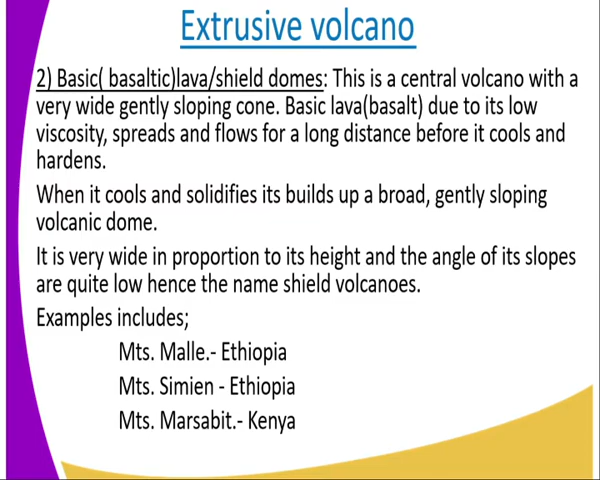 Extrusive volcano
2) Basic( basaltic)lava/shield domes: This is a central volcano with a
very wide gently sloping cone. Basic lava(basalt) due to its low
viscosity, spreads and flows for a long distance before it cools and
hardens.
When it cools and solidifies its builds up a broad, gently sloping
volcanic dome.
It is very wide in proportion to its height and the angle of its slopes
are quite low hence the name shield volcanoes.
Examples includes;
Mts. Malle.- Ethiopia
Mts. Simien - Ethiopia
Mts. Marsabit.- Kenya